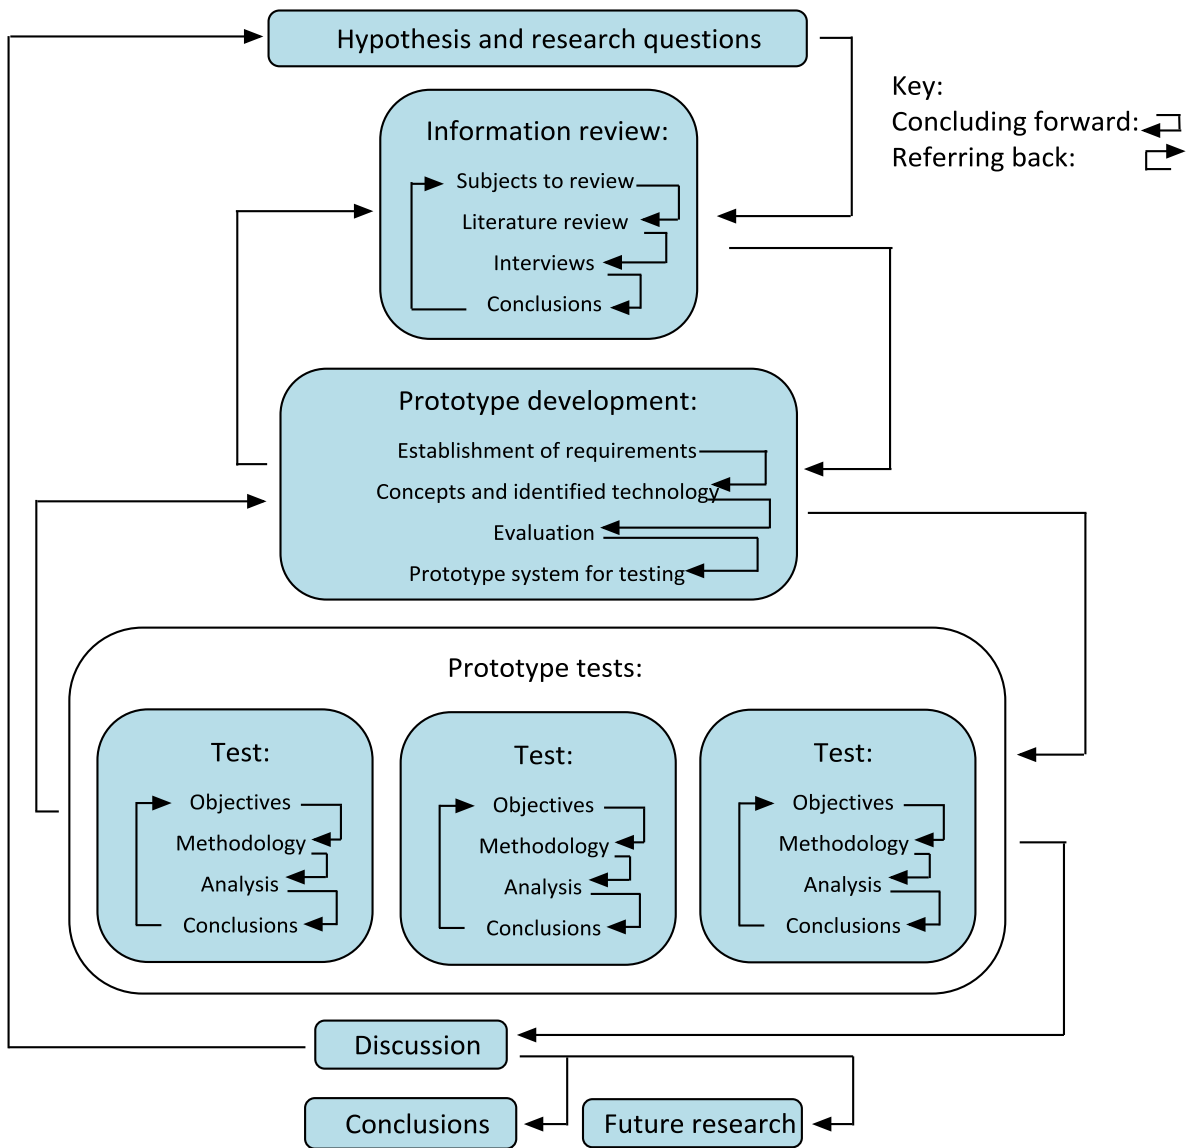 Hypothesis and research questions
Key:
Concluding forward:
Referring back:
Information review:
Subjects to review
Literature review
Interviews
Conclusions
Prototype development:
Establishment of requirements
Concepts and identified technology
Evaluation
Prototype system for testing
Prototype tests:
Test:
Objectives
Methodology
Analysis
Conclusions
Test:
Objectives
Methodology
Analysis
Conclusions
Test:
Objectives
Methodology
Analysis
Conclusions
Discussion
Conclusions
Future research